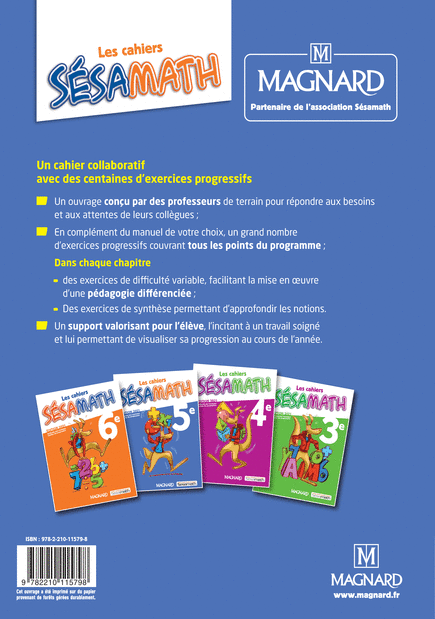 Les cahiers
SÉSAMATH
M
MAGNARD
Partenaire de l'association Sésamath
Un cahier collaboratif
avec des centaines d'exercices progressifs
Un ouvrage conçu par des professeurs de terrain pour répondre aux besoins
et aux attentes de leurs collègues ;
En complément du manuel de votre choix, un grand nombre
d'exercices progressifs couvrant tous les points du programme ;
Dans chaque chapitre
- des exercices de difficulté variable, facilitant la mise en œuvre
d'une pédagogie différenciée ;
- Des exercices de synthèse permettant d'approfondir les notions.
Un support valorisant pour l'élève, l'incitant à un travail soigné
et lui permettant de visualiser sa progression au cours de l'année.
Les cahiers
SÉSAMATH
6e
MAGNARD
Les cahiers
SÉSAMATH
5e
MAGNARD
Les cahiers
SÉSAMATH
4e
MAGNARD
Les cahiers
SÉSAMATH
3e
MAGNARD
ISBN : 978-2-210-11579-8
9 782210 115798
Cet ouvrage a été imprimé sur du papier
provenant de forêts gérées durablement.
M
MAGNARD
www.magnard.fr